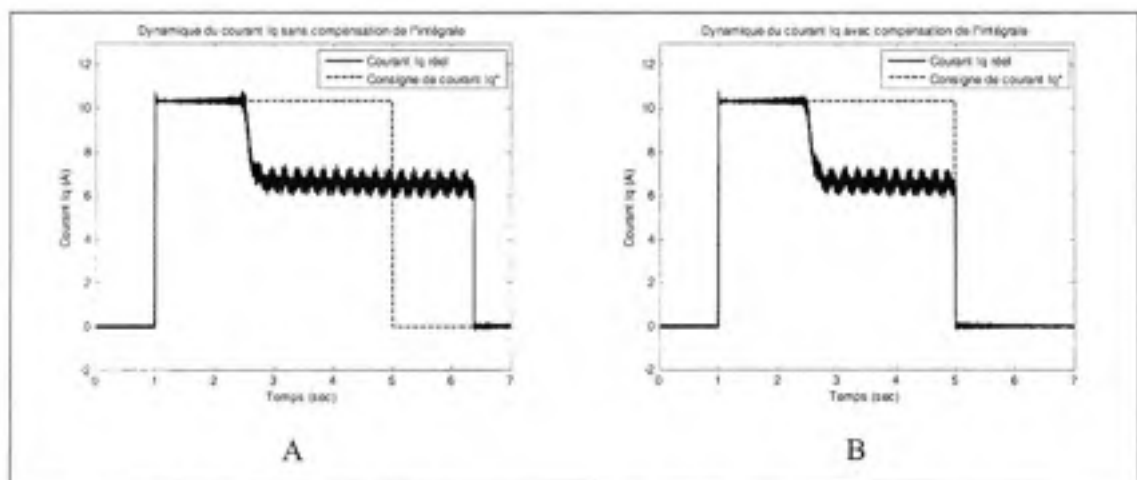 Dynamique du courant Iq sans compensation de l'intégrale
Courant Iq réel
Consigne de courant Iq*
12
10
8
6
4
2
0
-2
Courant Iq (A)
0 1 2 3 4 5 6 7
Temps (sec)
A
Dynamique du courant Iq avec compensation de l'intégrale
Courant Iq réel
Consigne de courant Iq*
12
10
8
6
4
2
0
-2
Courant Iq (A)
0 1 2 3 4 5 6 7
Temps (sec)
B